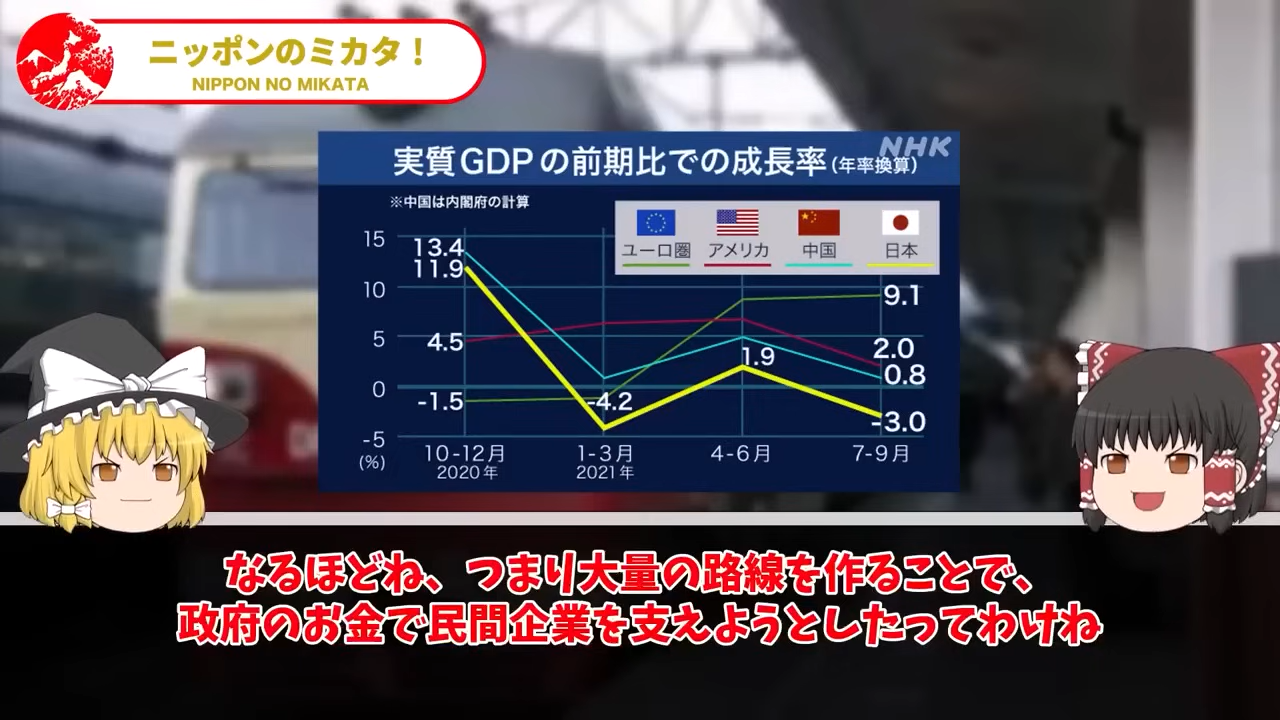 ニッポンのミカタ！
NIPPON NO MIKATA
NHK
実質GDPの前期比での成長率(年率換算)
※中国は内閣府の計算
ユーロ圏 アメリカ 中国 日本
15
13.4
11.9
10
9.1
5
4.5
1.9
2.0
0.8
0
-1.5
-4.2
-3.0
-5
(%)
10-12月 1-3月 4-6月 7-9月
2020年 2021年
なるほどね、つまり大量の路線を作ることで、
政府のお金で民間企業を支えようとしたってわけね